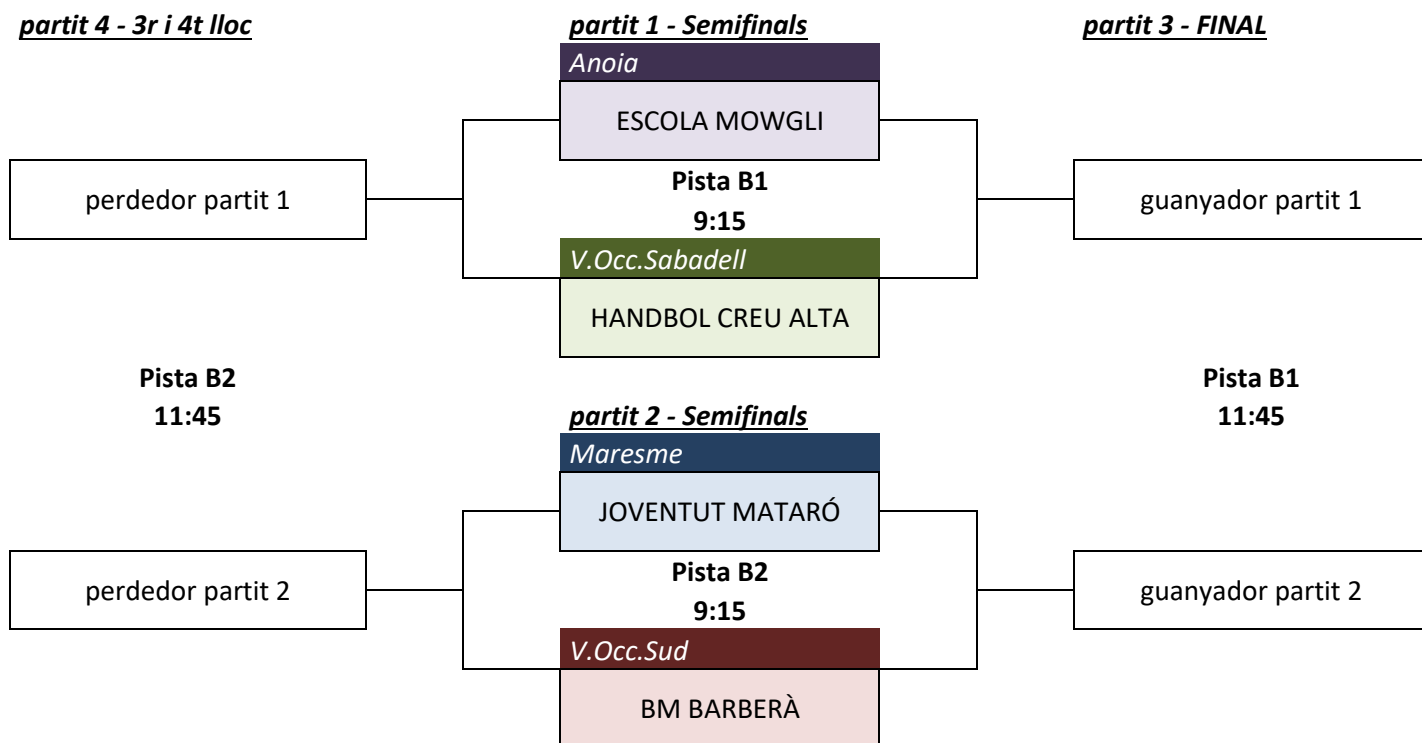 partit 4 - 3r i 4t lloc
partit 1 - Semifinals
partit 3 - FINAL
Anoia
ESCOLA MOWGLI
perdedor partit 1
Pista B1
9:15
guanyador partit 1
V.Occ.Sabadell
HANDBOL CREU ALTA
Pista B2
11:45
Pista B1
11:45
partit 2 - Semifinals
Maresme
JOVENTUT MATARÓ
perdedor partit 2
Pista B2
9:15
guanyador partit 2
V.Occ.Sud
BM BARBERÀ